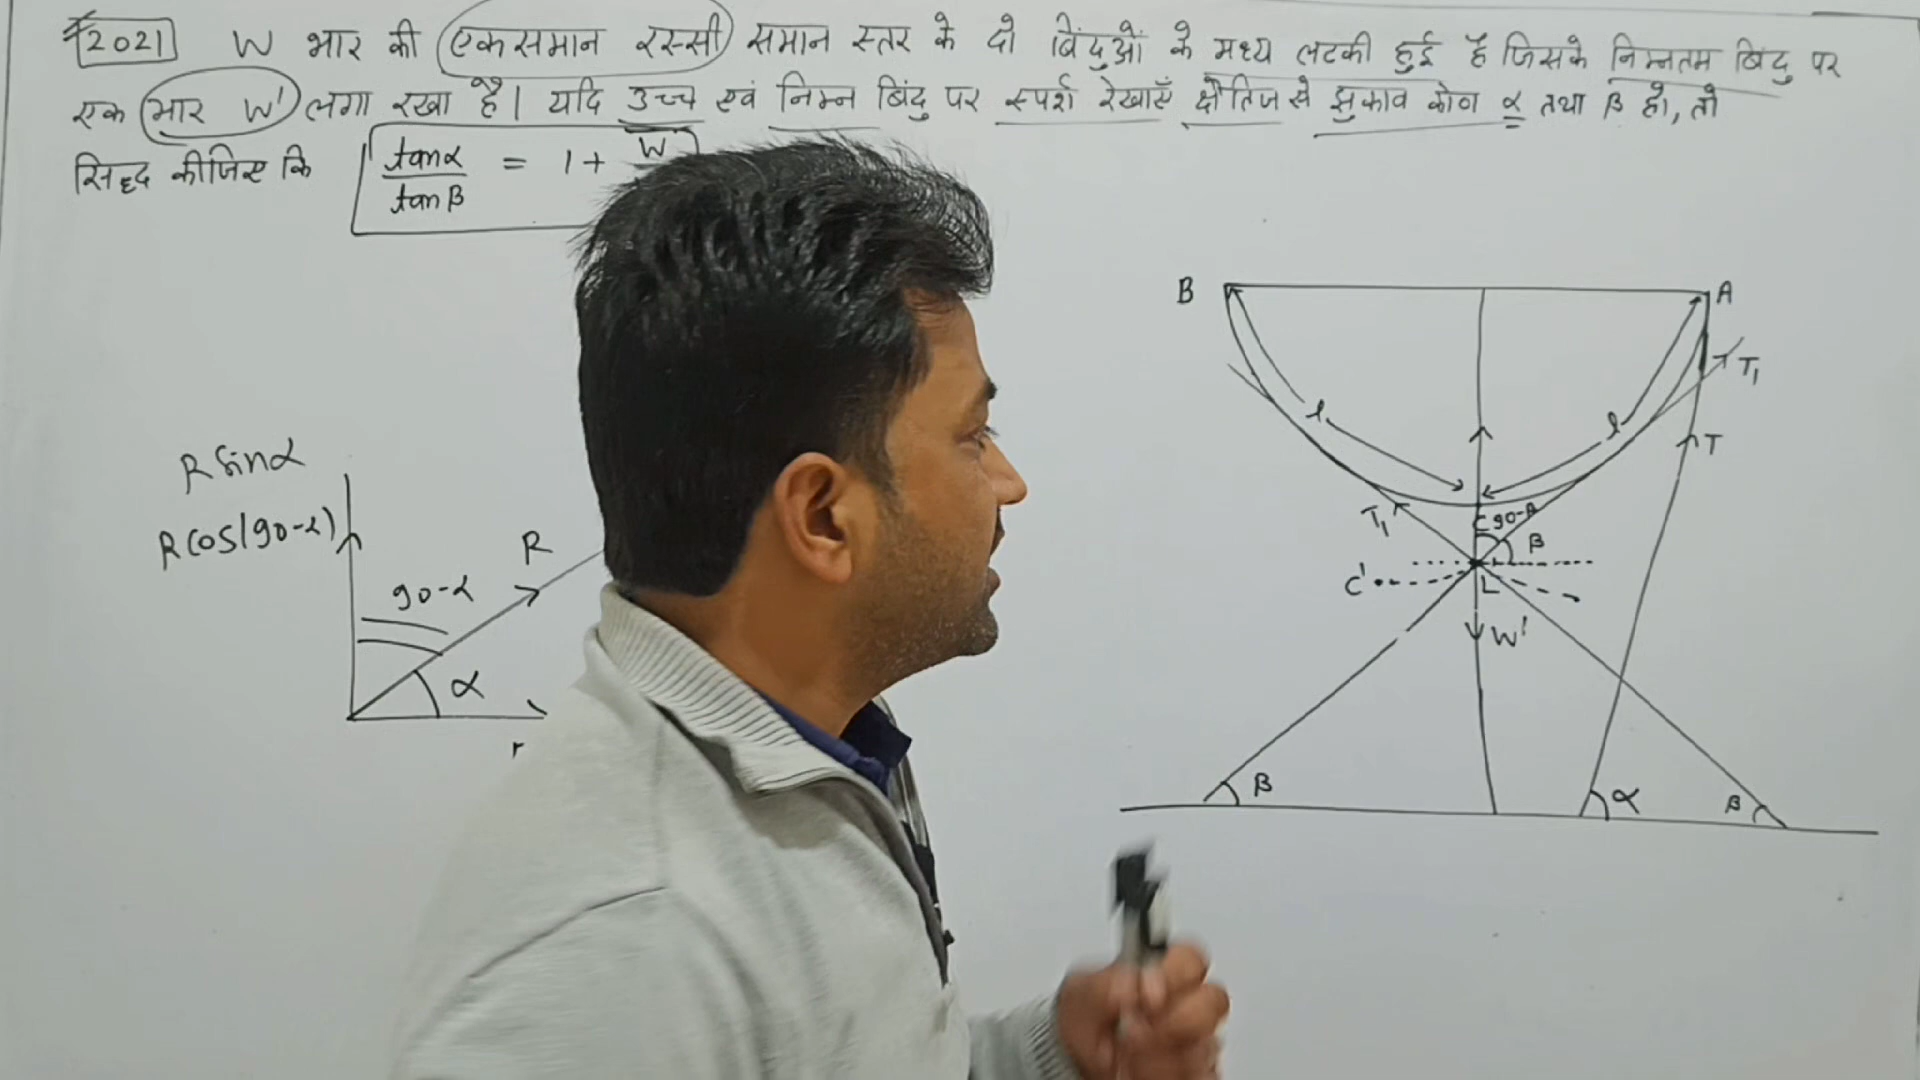 2021 W भार की एकसमान रस्सी समान स्तर के दो बिंदुओं के मध्य लटकी हुई है जिसके निम्नतम बिंदु पर
एक भार W' लगा रखा है। यदि उच्च एवं निम्न बिंदु पर स्पर्श रेखाएँ क्षैतिज से झुकाव कोण α तथा β हो, तो
सिद्ध कीजिए कि tanα / tanβ = 1 + W
B A
T₁
l l
T
R Sinα
R Cos(90-α)
R
90-α
α
T₁ C 90-β β
C' L
W'
β α β